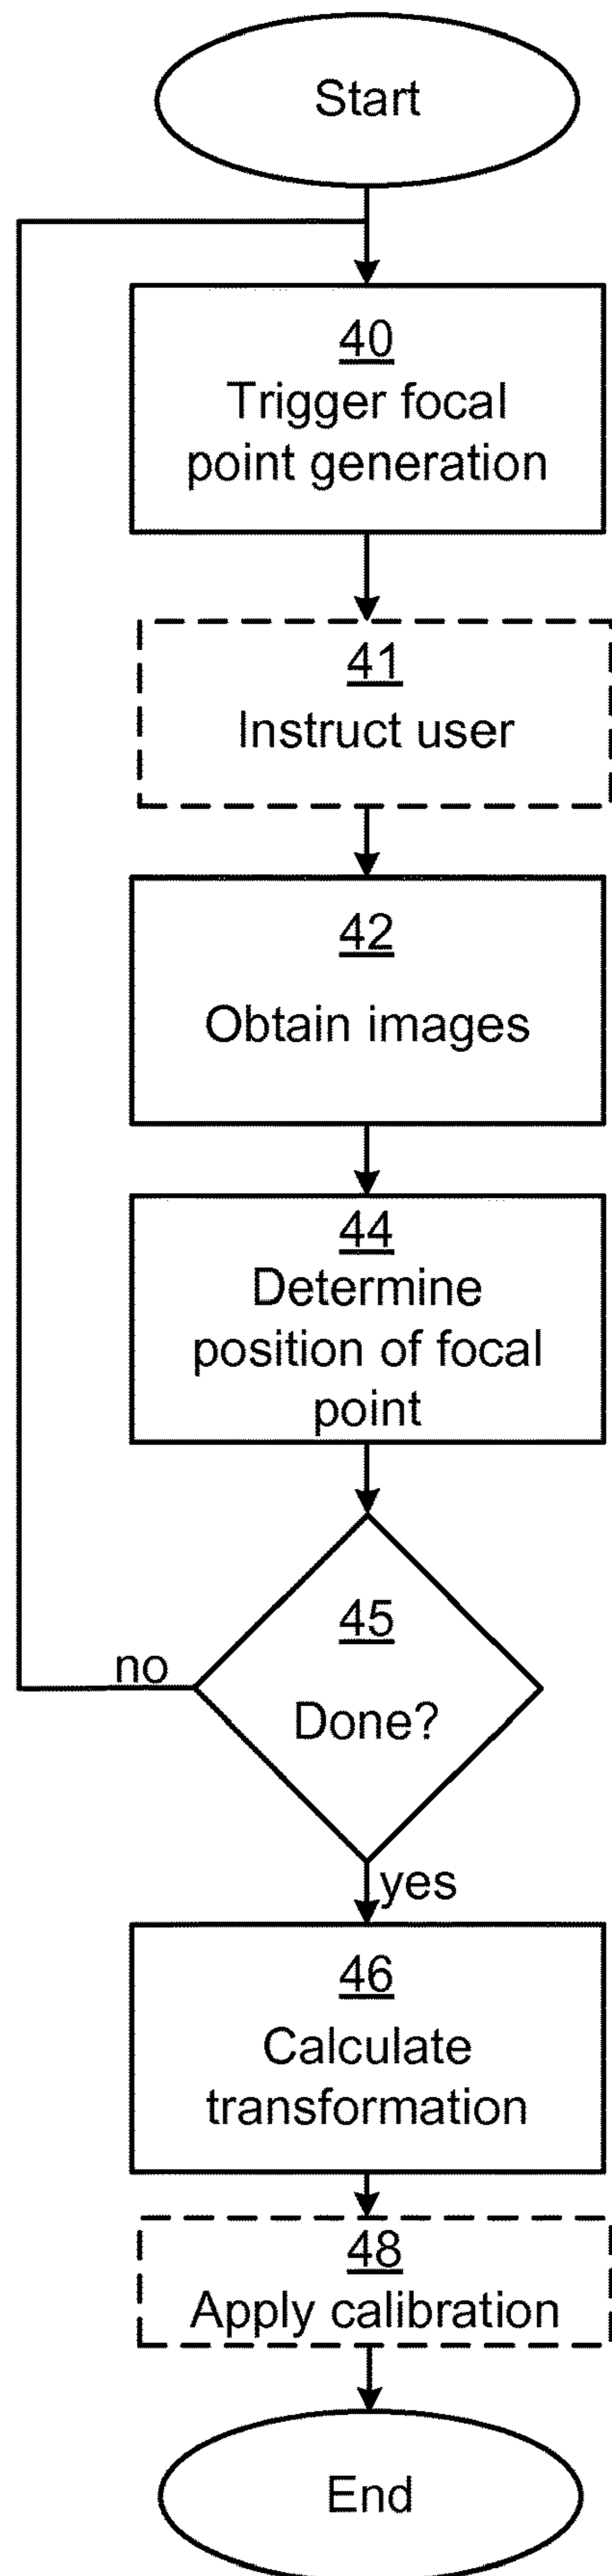 Start
40
Trigger focal
point generation
41
Instruct user
42
Obtain images
44
Determine
position of focal
point
45
no
Done?
yes
46
Calculate
transformation
48
Apply calibration
End